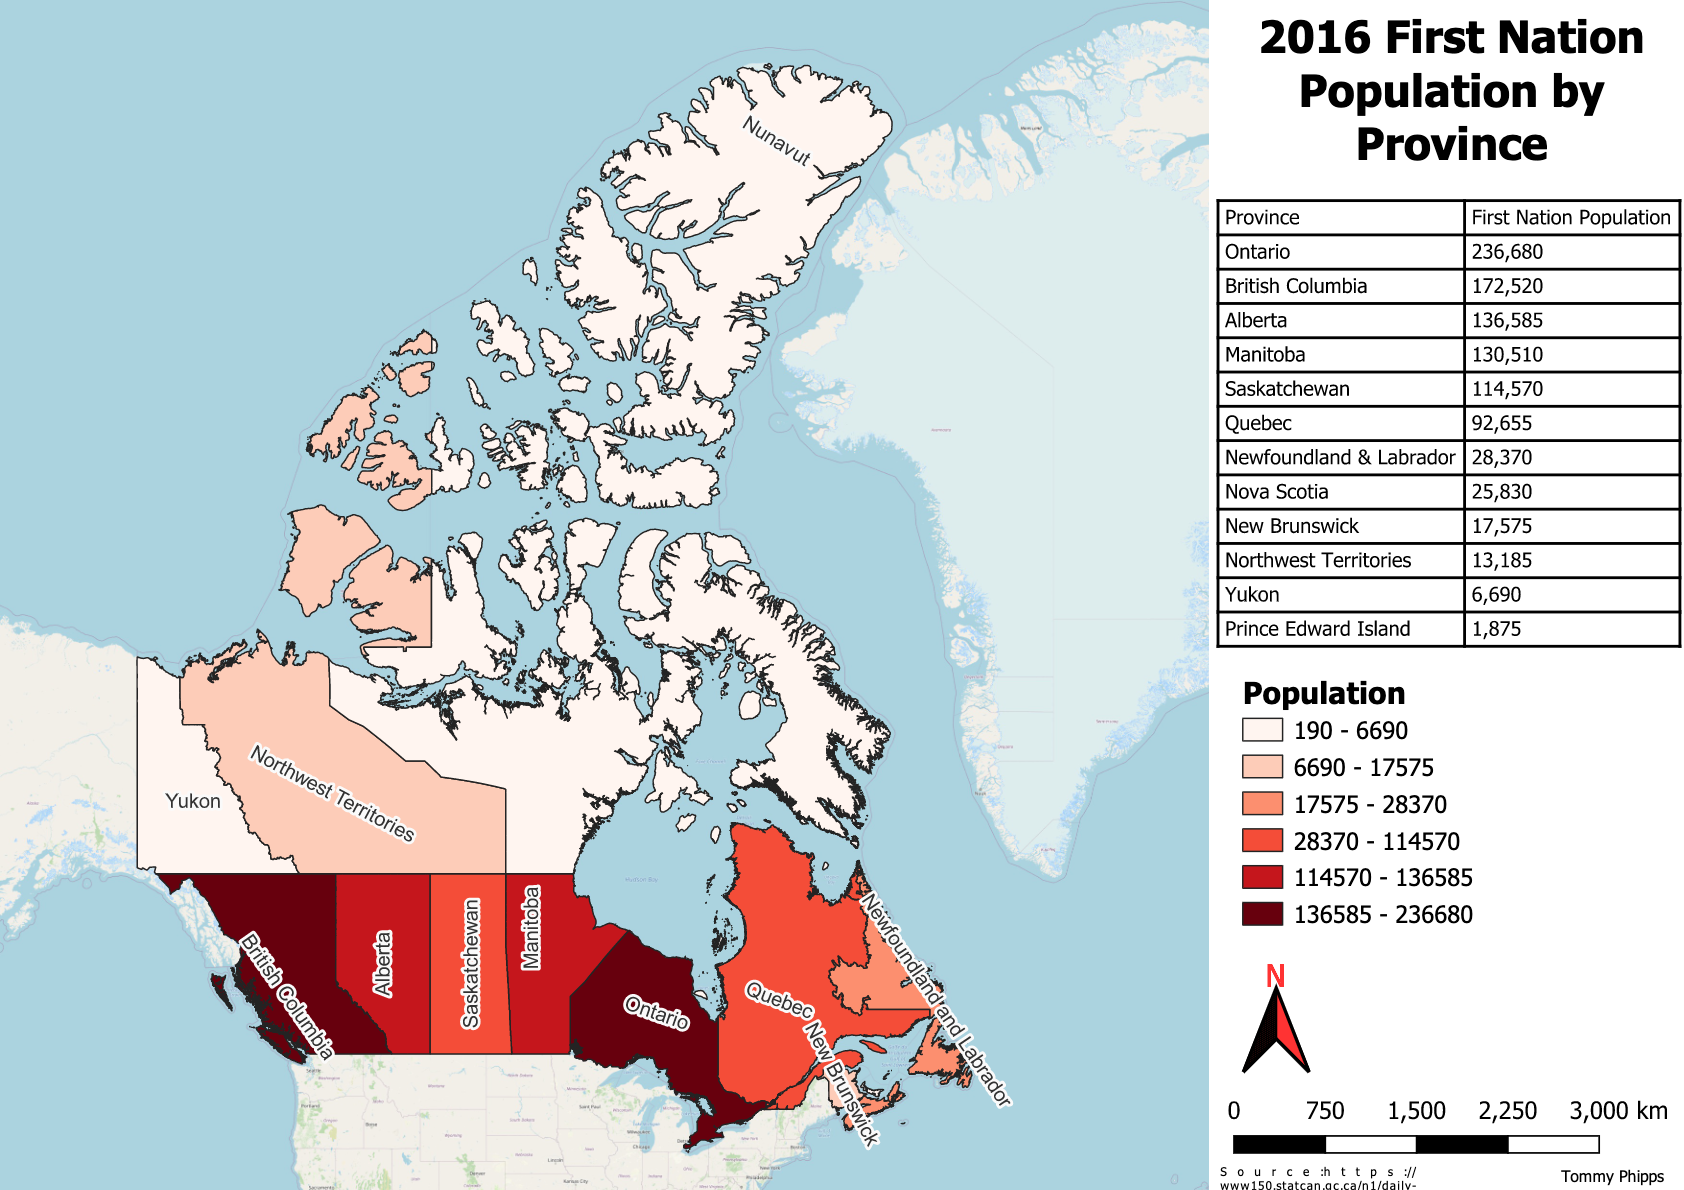 2016 First Nation
Population by
Province
Province First Nation Population
Ontario 236,680
British Columbia 172,520
Alberta 136,585
Manitoba 130,510
Saskatchewan 114,570
Quebec 92,655
Newfoundland & Labrador 28,370
Nova Scotia 25,830
New Brunswick 17,575
Northwest Territories 13,185
Yukon 6,690
Prince Edward Island 1,875
Population
190 - 6690
6690 - 17575
17575 - 28370
28370 - 114570
114570 - 136585
136585 - 236680
N
0 750 1,500 2,250 3,000 km
Source:https://
www150.statcan.gc.ca/n1/daily-
Tommy Phipps
Nunavut
Northwest Territories
Yukon
British Columbia
Alberta
Saskatchewan
Manitoba
Ontario
Quebec
New Brunswick
Newfoundland and Labrador